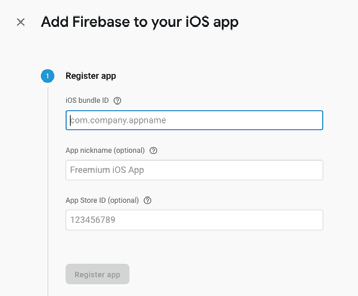 Add Firebase to your iOS app
1 Register app
iOS bundle ID
com.company.appname
App nickname (optional)
Freemium iOS App
App Store ID (optional)
123456789
Register app